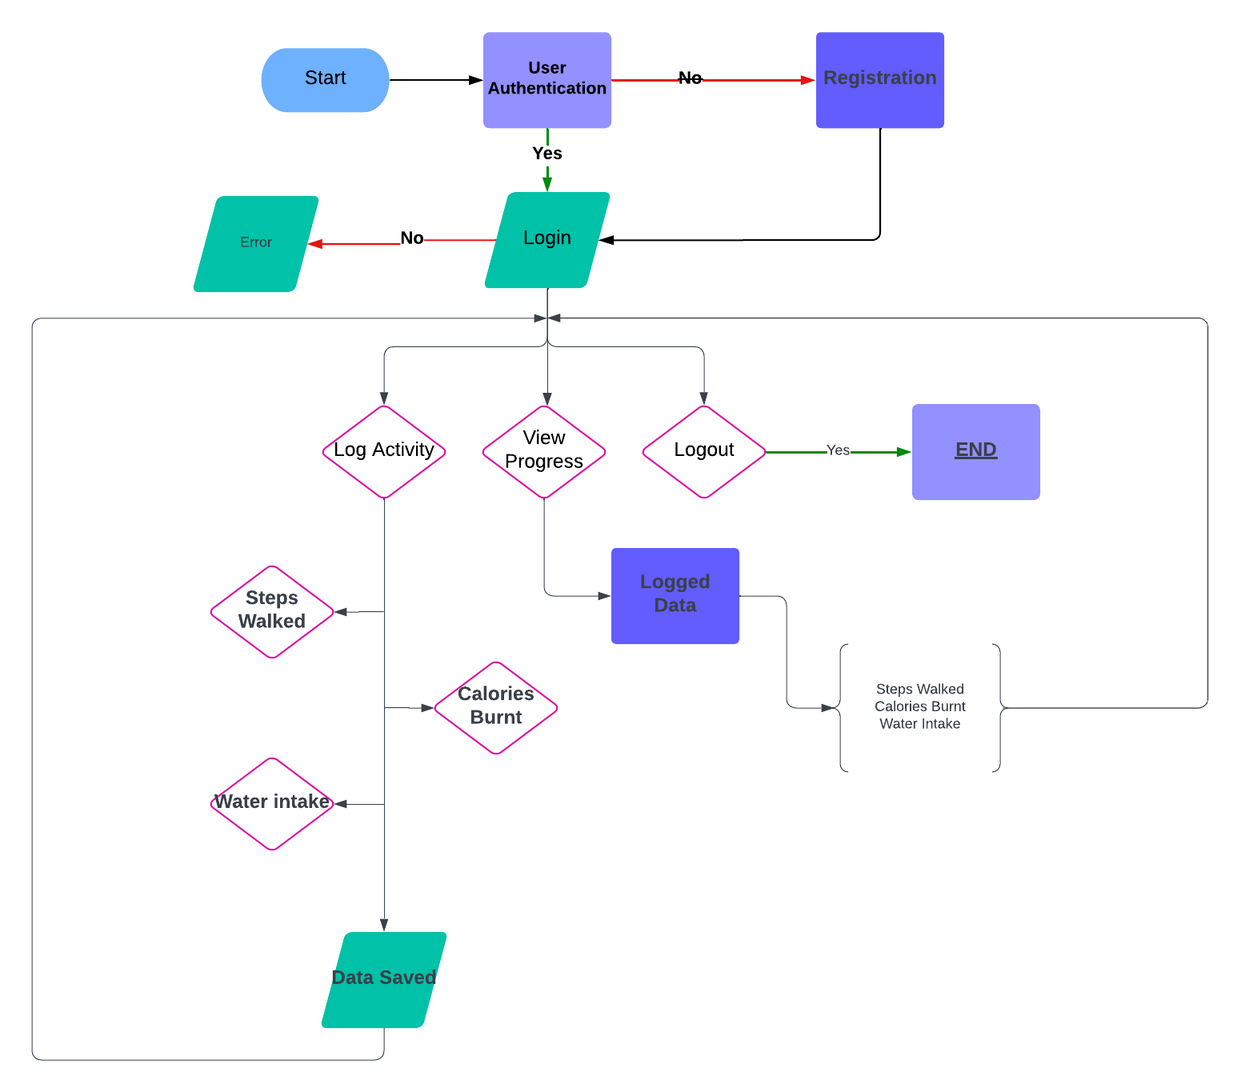 Start
User
Authentication
No
Registration
Yes
Login
No
Error
Log Activity
View
Progress
Logout
Yes
END
Steps
Walked
Logged
Data
Calories
Burnt
Steps Walked
Calories Burnt
Water Intake
Water intake
Data Saved